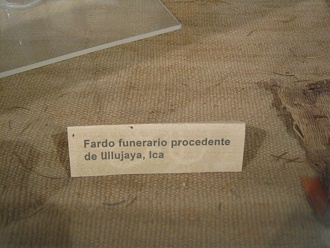 Fardo funerario procedente
de Ullujaya, Ica